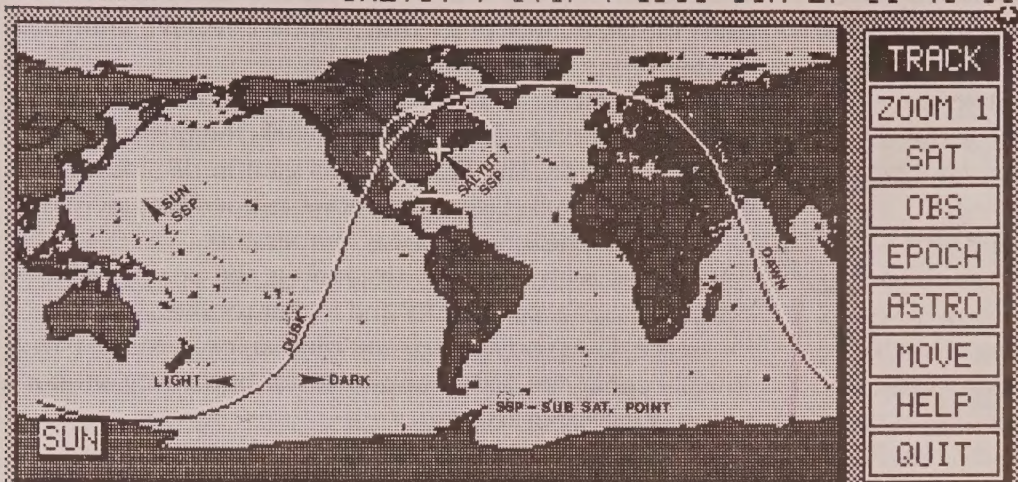 TRACK
ZOOM 1
SAT
OBS
EPOCH
ASTRO
MOVE
HELP
QUIT
SUN
SSP
SALYUT 7
SSP
DAWN
DUSK
LIGHT
DARK
SSP - SUB SAT. POINT
SUN